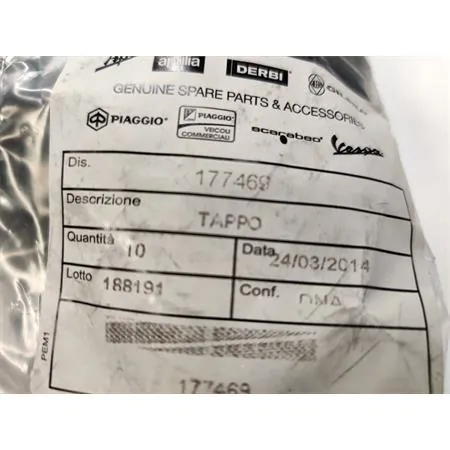 aprilia DERBI
GENUINE SPARE PARTS & ACCESSORIES
PIAGGIO PIAGGIO scarabeo Vespa
VEICOLI
COMMERCIALI
Dis. 177469
Descrizione
TAPPO
Quantità 10 Data 24/03/2014
Lotto 188191 Conf.
PEM1
177469